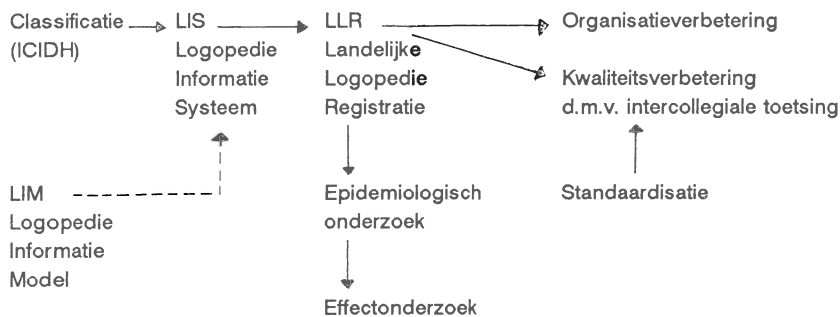 Classificatie
(ICIDH)
LIS
Logopedie
Informatie
Systeem
LLR
Landelijke
Logopedie
Registratie
Organisatieverbetering
Kwaliteitsverbetering
d.m.v. intercollegiale toetsing
LIM
Logopedie
Informatie
Model
Epidemiologisch
onderzoek
Standaardisatie
Effectonderzoek